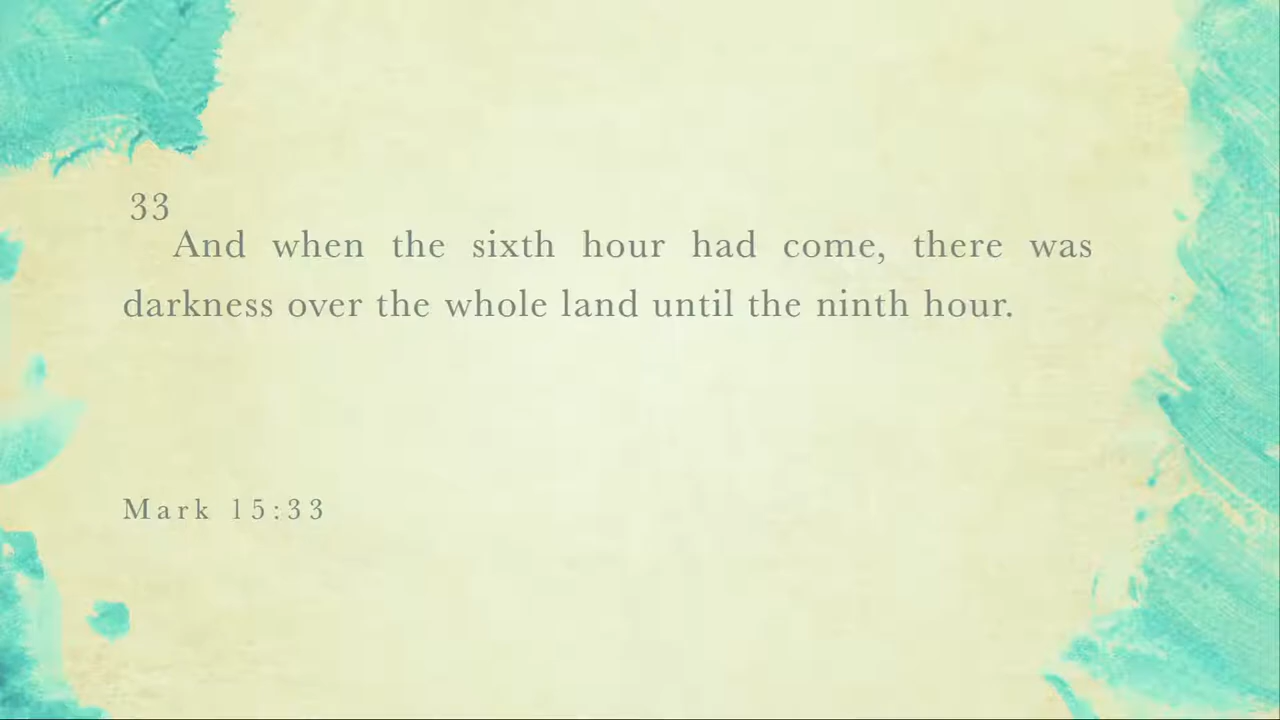 33
And when the sixth hour had come, there was
darkness over the whole land until the ninth hour.
Mark 15:33